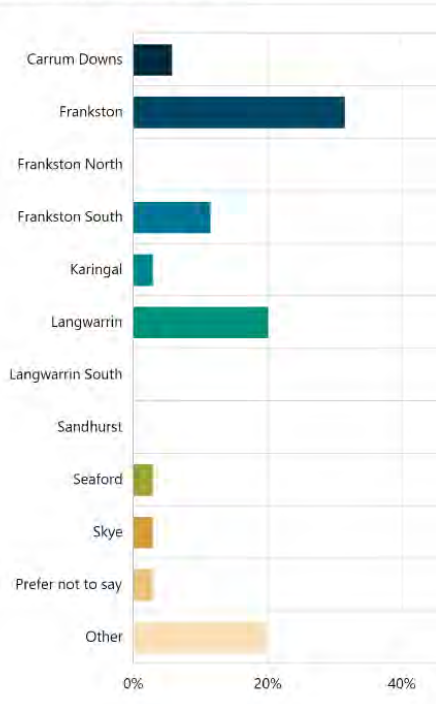 Carrum Downs
Frankston
Frankston North
Frankston South
Karingal
Langwarrin
Langwarrin South
Sandhurst
Seaford
Skye
Prefer not to say
Other
0% 20% 40%